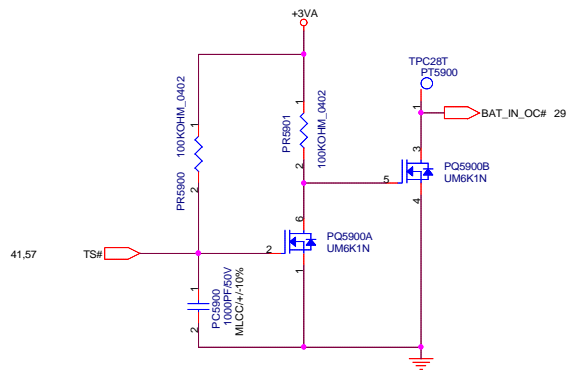 +3VA
TPC28T
PT5900
1
BAT_IN_OC# 29
1
100KOHM_0402
PR5900
2
1
PR5901
100KOHM_0402
2
3
5
PQ5900B
UM6K1N
4
6
PQ5900A
UM6K1N
2
1
41,57
TS#
1
PC5900
1000PF/50V
MLCC/+/-10%
2